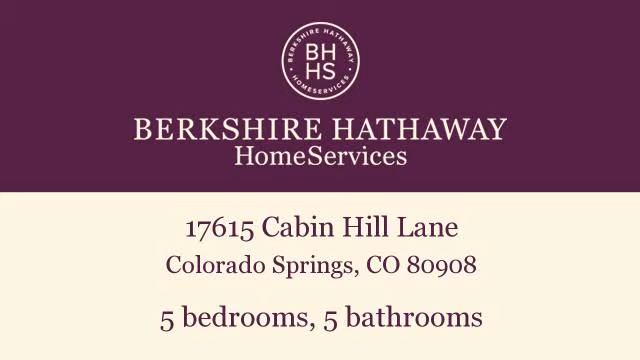 BERKSHIRE HATHAWAY
BH
HS
HOMESERVICES
BERKSHIRE HATHAWAY
HomeServices
17615 Cabin Hill Lane
Colorado Springs, CO 80908
5 bedrooms, 5 bathrooms